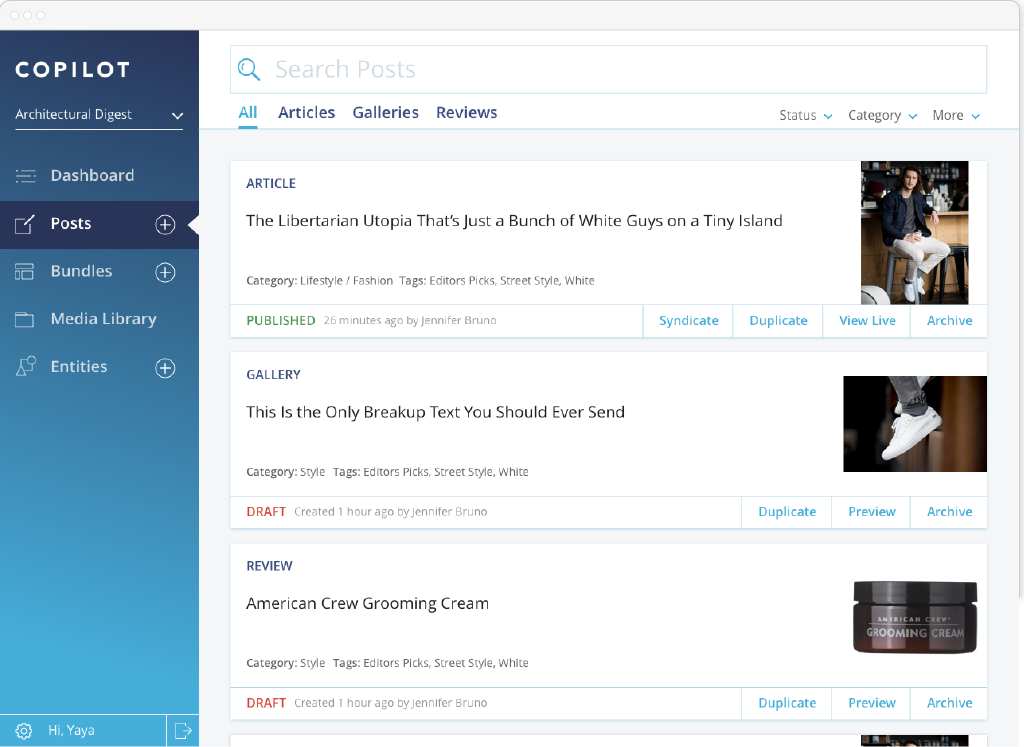 COPILOT
Architectural Digest
Dashboard
Posts
Bundles
Media Library
Entities
Hi, Yaya
Search Posts
All Articles Galleries Reviews
Status Category More
ARTICLE
The Libertarian Utopia That's Just a Bunch of White Guys on a Tiny Island
Category: Lifestyle / Fashion Tags: Editors Picks, Street Style, White
PUBLISHED 26 minutes ago by Jennifer Bruno
Syndicate Duplicate View Live Archive
GALLERY
This Is the Only Breakup Text You Should Ever Send
Category: Style Tags: Editors Picks, Street Style, White
DRAFT Created 1 hour ago by Jennifer Bruno
Duplicate Preview Archive
REVIEW
American Crew Grooming Cream
Category: Style Tags: Editors Picks, Street Style, White
AMERICAN CREW
GROOMING CREAM
DRAFT Created 1 hour ago by Jennifer Bruno
Duplicate Preview Archive